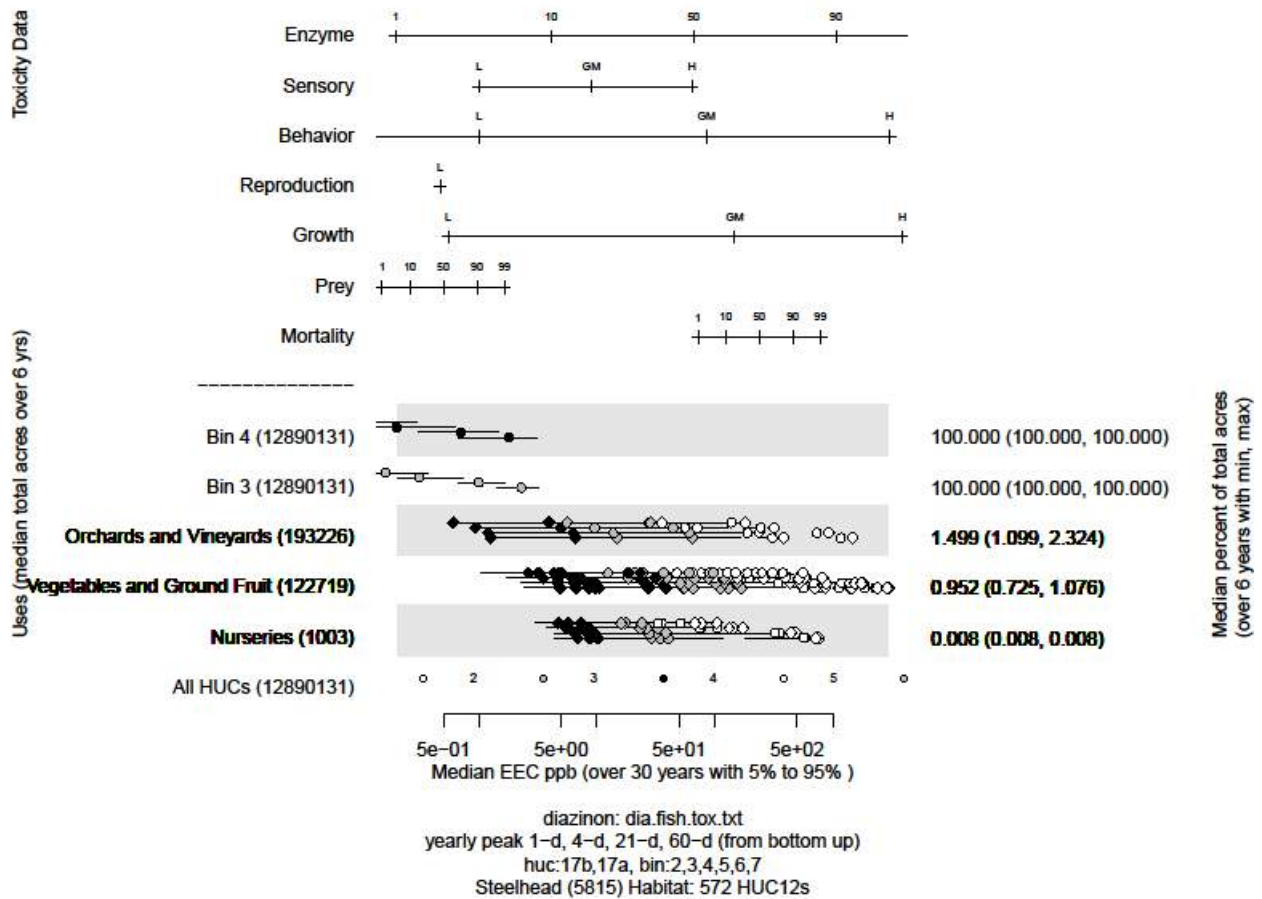 Toxicity Data
Uses (median total acres over 6 yrs)
Enzyme 1 10 50 90
Sensory L GM H
Behavior L GM H
Reproduction L
Growth L GM H
Prey 1 10 50 90 99
Mortality 1 10 50 90 99
---------------
Bin 4 (12890131) 100.000 (100.000, 100.000)
Bin 3 (12890131) 100.000 (100.000, 100.000)
Orchards and Vineyards (193226) 1.499 (1.099, 2.324)
Vegetables and Ground Fruit (122719) 0.952 (0.725, 1.076)
Nurseries (1003) 0.008 (0.008, 0.008)
All HUCs (12890131) 2 3 4 5
Median percent of total acres
(over 6 years with min, max)
5e−01 5e+00 5e+01 5e+02
Median EEC ppb (over 30 years with 5% to 95% )
diazinon: dia.fish.tox.txt
yearly peak 1−d, 4−d, 21−d, 60−d (from bottom up)
huc:17b,17a, bin:2,3,4,5,6,7
Steelhead (5815) Habitat: 572 HUC12s